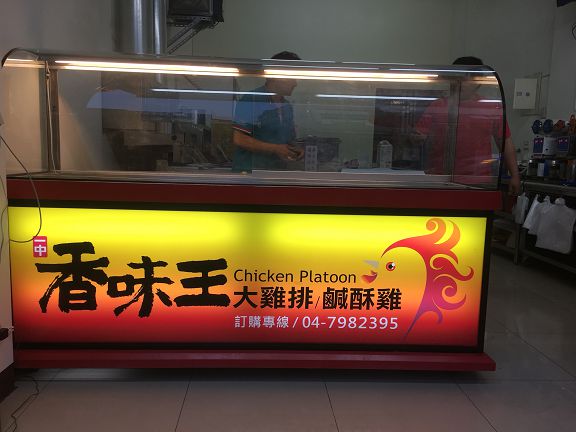 一中
香味王
Chicken Platoon
大雞排/鹹酥雞
訂購專線/04-7982395